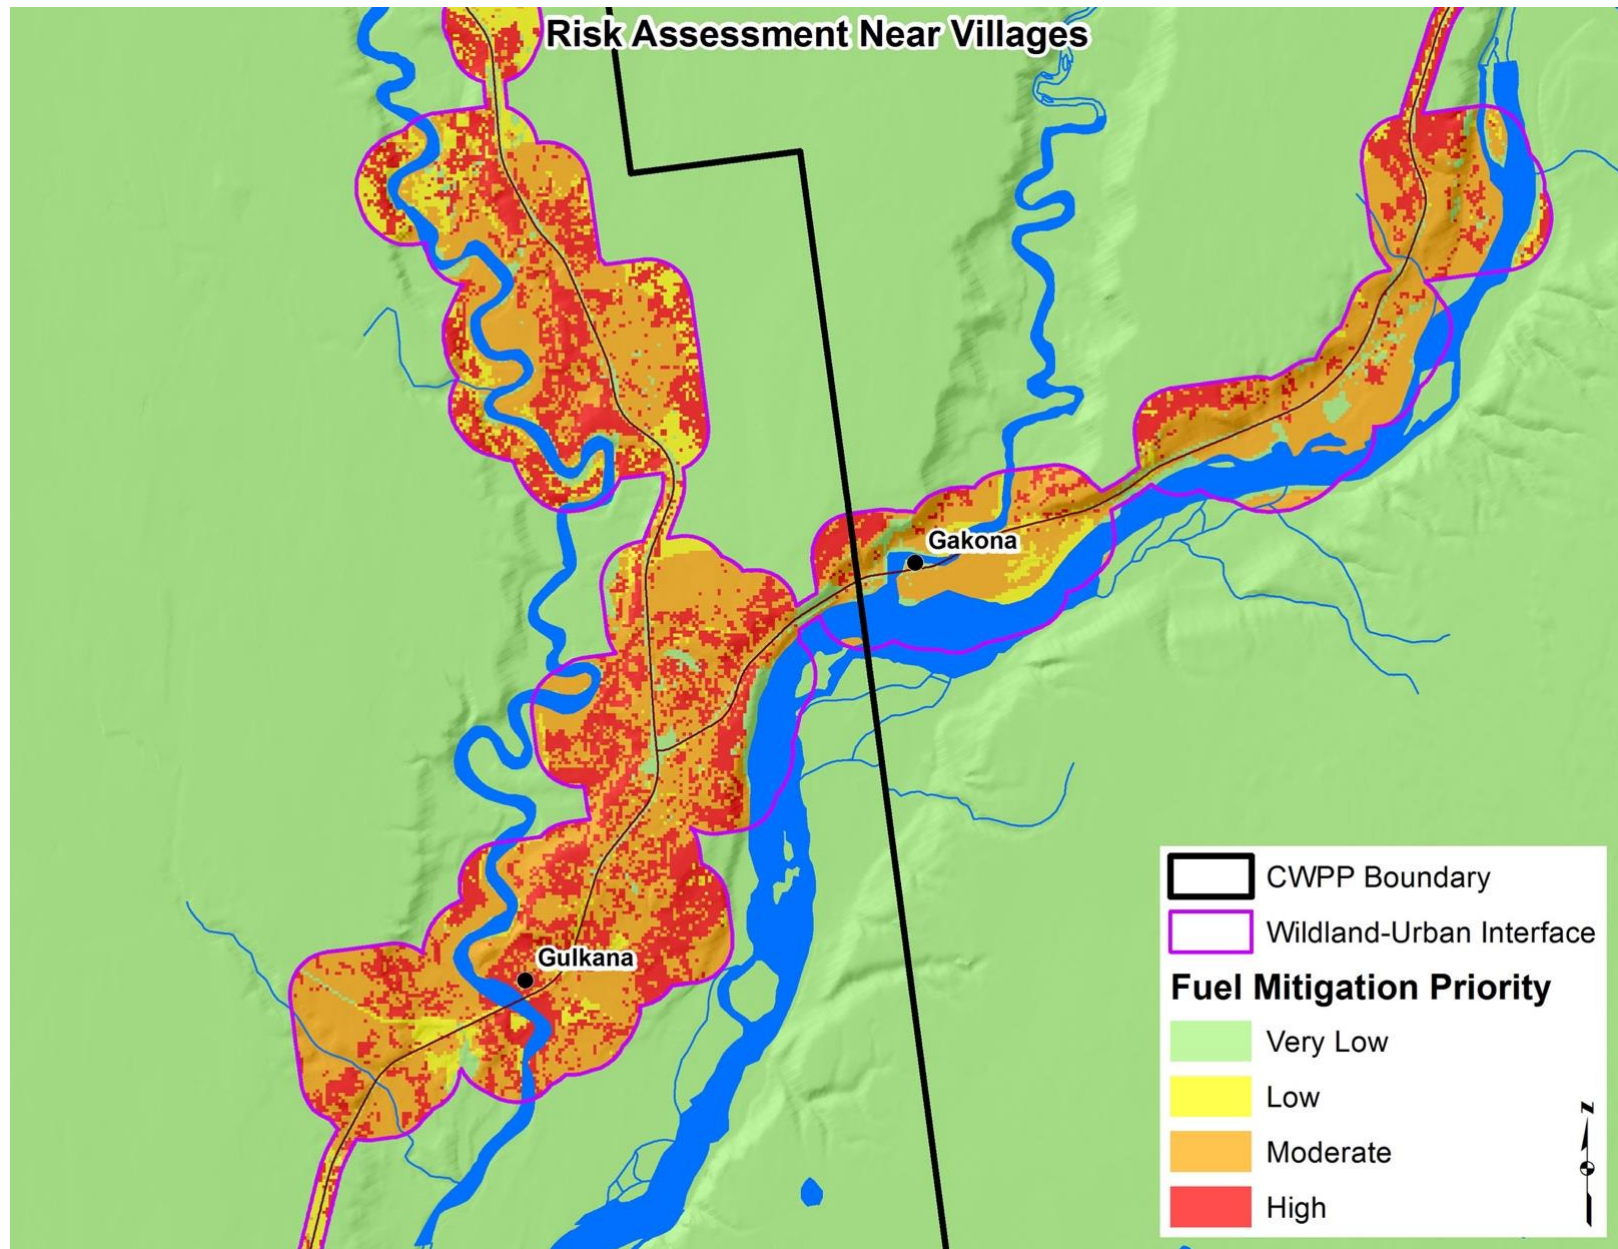 Risk Assessment Near Villages
Gakona
Gulkana
CWPP Boundary
Wildland-Urban Interface
Fuel Mitigation Priority
Very Low
Low
Moderate
High
N